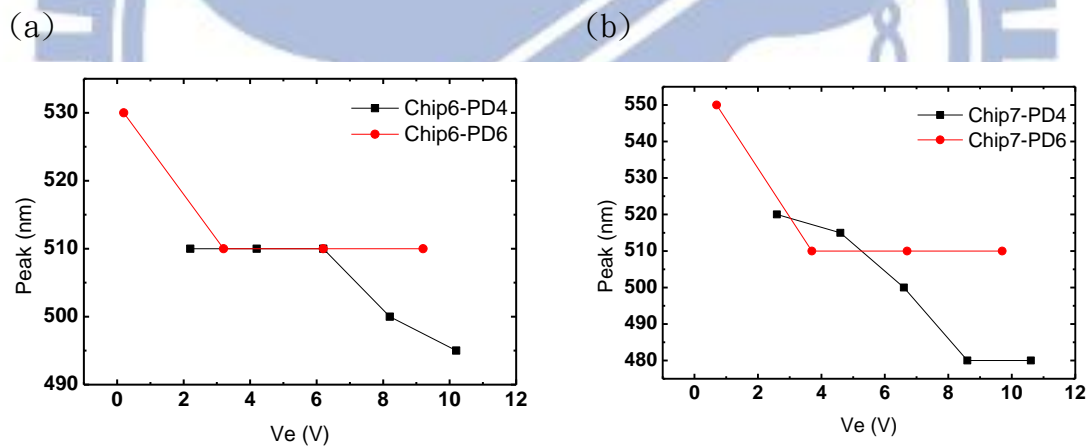 (a)
530
520
510
500
490
Peak (nm)
0 2 4 6 8 10 12
Ve (V)
Chip6-PD4
Chip6-PD6
(b)
550
540
530
520
510
500
490
480
Peak (nm)
0 2 4 6 8 10 12
Ve (V)
Chip7-PD4
Chip7-PD6